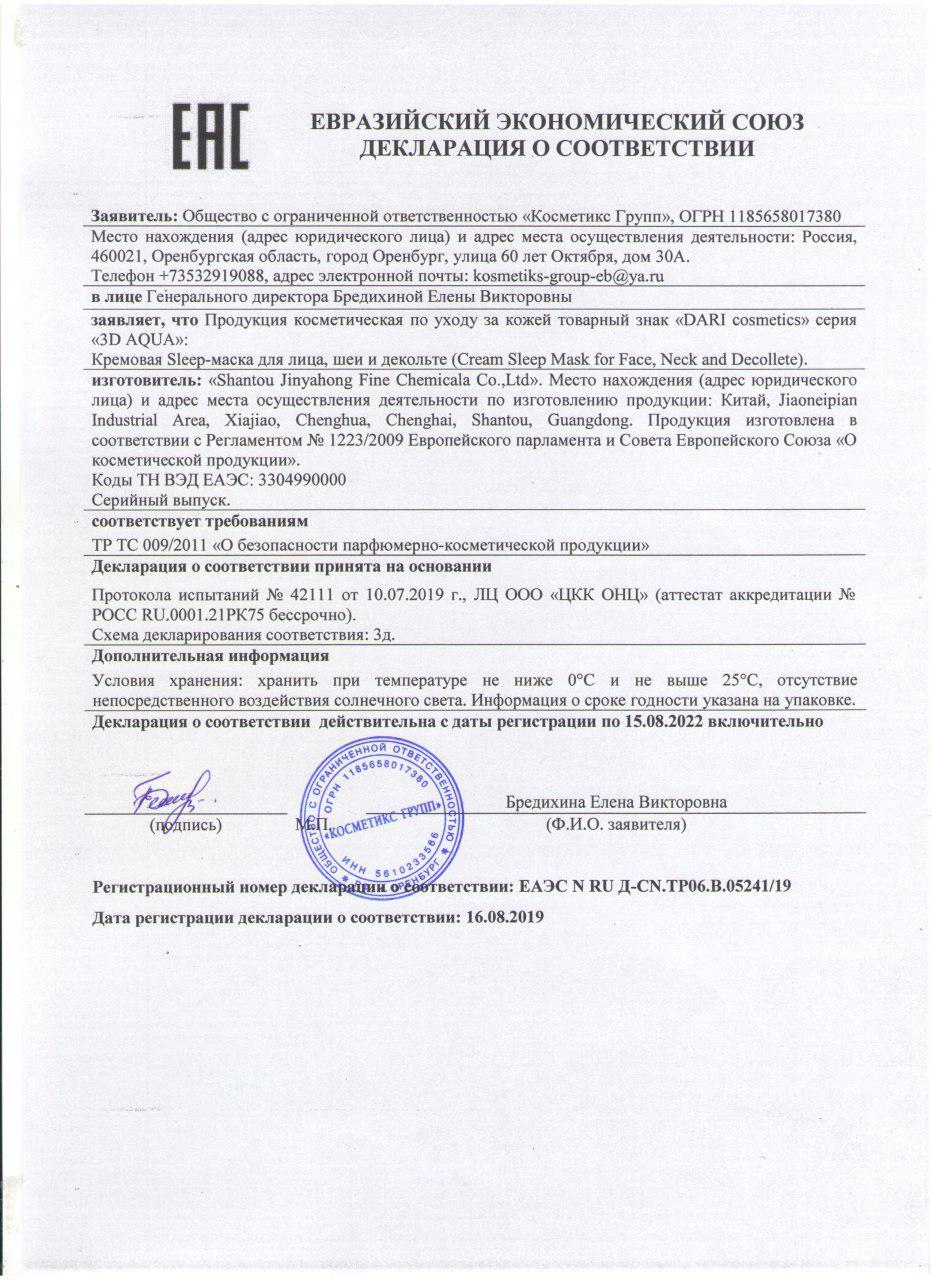 EAC
ЕВРАЗИЙСКИЙ ЭКОНОМИЧЕСКИЙ СОЮЗ
ДЕКЛАРАЦИЯ О СООТВЕТСТВИИ
Заявитель: Общество с ограниченной ответственностью «Косметикс Групп», ОГРН 1185658017380
Место нахождения (адрес юридического лица) и адрес места осуществления деятельности: Россия,
460021, Оренбургская область, город Оренбург, улица 60 лет Октября, дом 30А.
Телефон +73532919088, адрес электронной почты: kosmetiks-group-eb@ya.ru
в лице Генерального директора Бредихиной Елены Викторовны
заявляет, что Продукция косметическая по уходу за кожей товарный знак «DARI cosmetics» серия
«3D AQUA»:
Кремовая Sleep-маска для лица, шеи и декольте (Cream Sleep Mask for Face, Neck and Decollete).
изготовитель: «Shantou Jinyahong Fine Chemicala Co.,Ltd». Место нахождения (адрес юридического
лица) и адрес места осуществления деятельности по изготовлению продукции: Китай, Jiaoneipian
Industrial Area, Xiajiao, Chenghua, Chenghai, Shantou, Guangdong. Продукция изготовлена в
соответствии с Регламентом № 1223/2009 Европейского парламента и Совета Европейского Союза «О
косметической продукции».
Коды ТН ВЭД ЕАЭС: 3304990000
Серийный выпуск.
соответствует требованиям
ТР ТС 009/2011 «О безопасности парфюмерно-косметической продукции»
Декларация о соответствии принята на основании
Протокола испытаний № 42111 от 10.07.2019 г., ЛЦ ООО «ЦКК ОНЦ» (аттестат аккредитации №
РОСС RU.0001.21РК75 бессрочно).
Схема декларирования соответствия: 3д.
Дополнительная информация
Условия хранения: хранить при температуре не ниже 0°С и не выше 25°С, отсутствие
непосредственного воздействия солнечного света. Информация о сроке годности указана на упаковке.
Декларация о соответствии действительна с даты регистрации по 15.08.2022 включительно
ОБЩЕСТВО С ОГРАНИЧЕННОЙ ОТВЕТСТВЕННОСТЬЮ
ОГРН 1185658017380
«КОСМЕТИКС ГРУПП»
ИНН 5610233566
ОРЕНБУРГ
Бредихина Елена Викторовна
(подпись) М.П. (Ф.И.О. заявителя)
Регистрационный номер декларации о соответствии: ЕАЭС N RU Д-CN.ТР06.В.05241/19
Дата регистрации декларации о соответствии: 16.08.2019